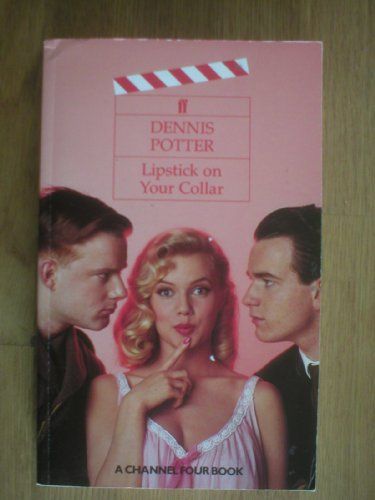 ff
DENNIS
POTTER
Lipstick on
Your Collar
A CHANNEL FOUR BOOK